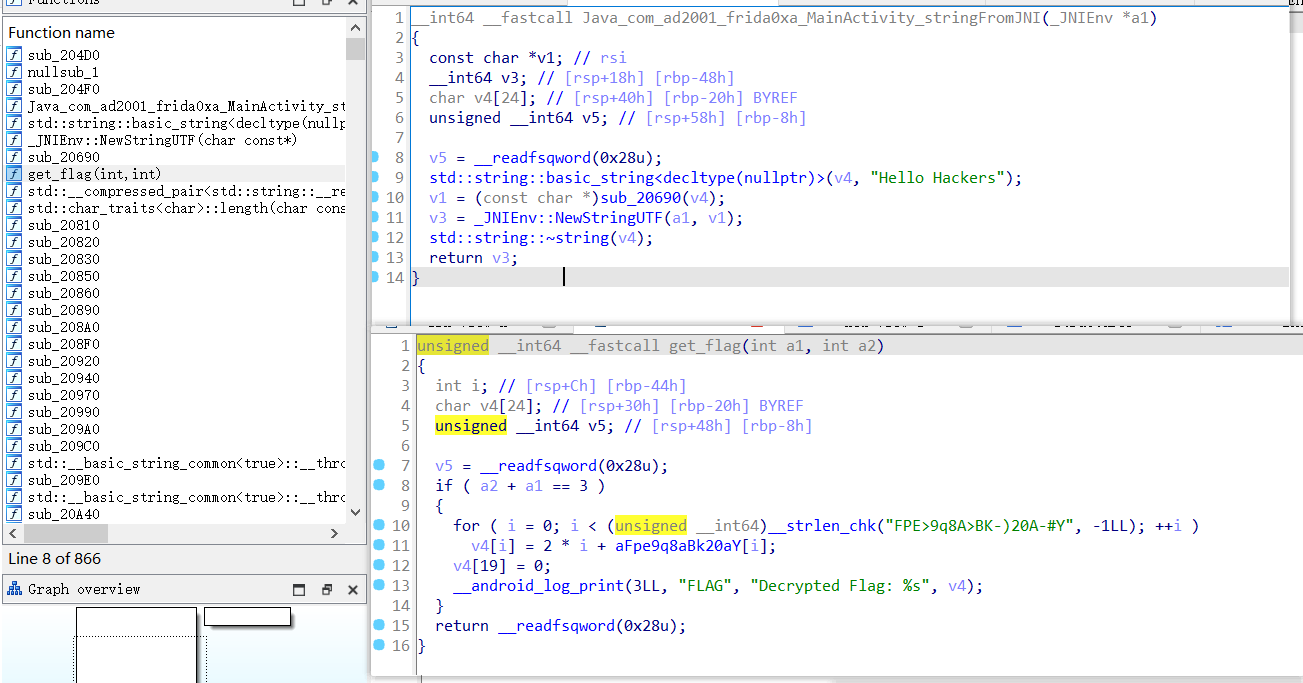 Functions
Function name
f sub_204D0
f nullsub_1
f sub_204F0
f Java_com_ad2001_frida0xa_MainActivity_st
f std::string::basic_string<decltype(nullp
f _JNIEnv::NewStringUTF(char const*)
f sub_20690
f get_flag(int,int)
f std::__compressed_pair<std::string::__re
f std::char_traits<char>::length(char cons
f sub_20810
f sub_20820
f sub_20830
f sub_20850
f sub_20860
f sub_20890
f sub_208A0
f sub_208F0
f sub_20920
f sub_20940
f sub_20970
f sub_20990
f sub_209A0
f sub_209C0
f std::__basic_string_common<true>::__thro
f sub_209E0
f std::__basic_string_common<true>::__thro
f sub_20A40
Line 8 of 866
Graph overview
1 __int64 __fastcall Java_com_ad2001_frida0xa_MainActivity_stringFromJNI(_JNIEnv *a1)
2 {
3 const char *v1; // rsi
4 __int64 v3; // [rsp+18h] [rbp-48h]
5 char v4[24]; // [rsp+40h] [rbp-20h] BYREF
6 unsigned __int64 v5; // [rsp+58h] [rbp-8h]
7
8 v5 = __readfsqword(0x28u);
9 std::string::basic_string<decltype(nullptr)>(v4, "Hello Hackers");
10 v1 = (const char *)sub_20690(v4);
11 v3 = _JNIEnv::NewStringUTF(a1, v1);
12 std::string::~string(v4);
13 return v3;
14 }
1 unsigned __int64 __fastcall get_flag(int a1, int a2)
2 {
3 int i; // [rsp+Ch] [rbp-44h]
4 char v4[24]; // [rsp+30h] [rbp-20h] BYREF
5 unsigned __int64 v5; // [rsp+48h] [rbp-8h]
6
7 v5 = __readfsqword(0x28u);
8 if ( a2 + a1 == 3 )
9 {
10 for ( i = 0; i < (unsigned __int64)__strlen_chk("FPE>9q8A>BK-)20A-#Y", -1LL); ++i )
11 v4[i] = 2 * i + aFpe9q8aBk20aY[i];
12 v4[19] = 0;
13 __android_log_print(3LL, "FLAG", "Decrypted Flag: %s", v4);
14 }
15 return __readfsqword(0x28u);
16 }